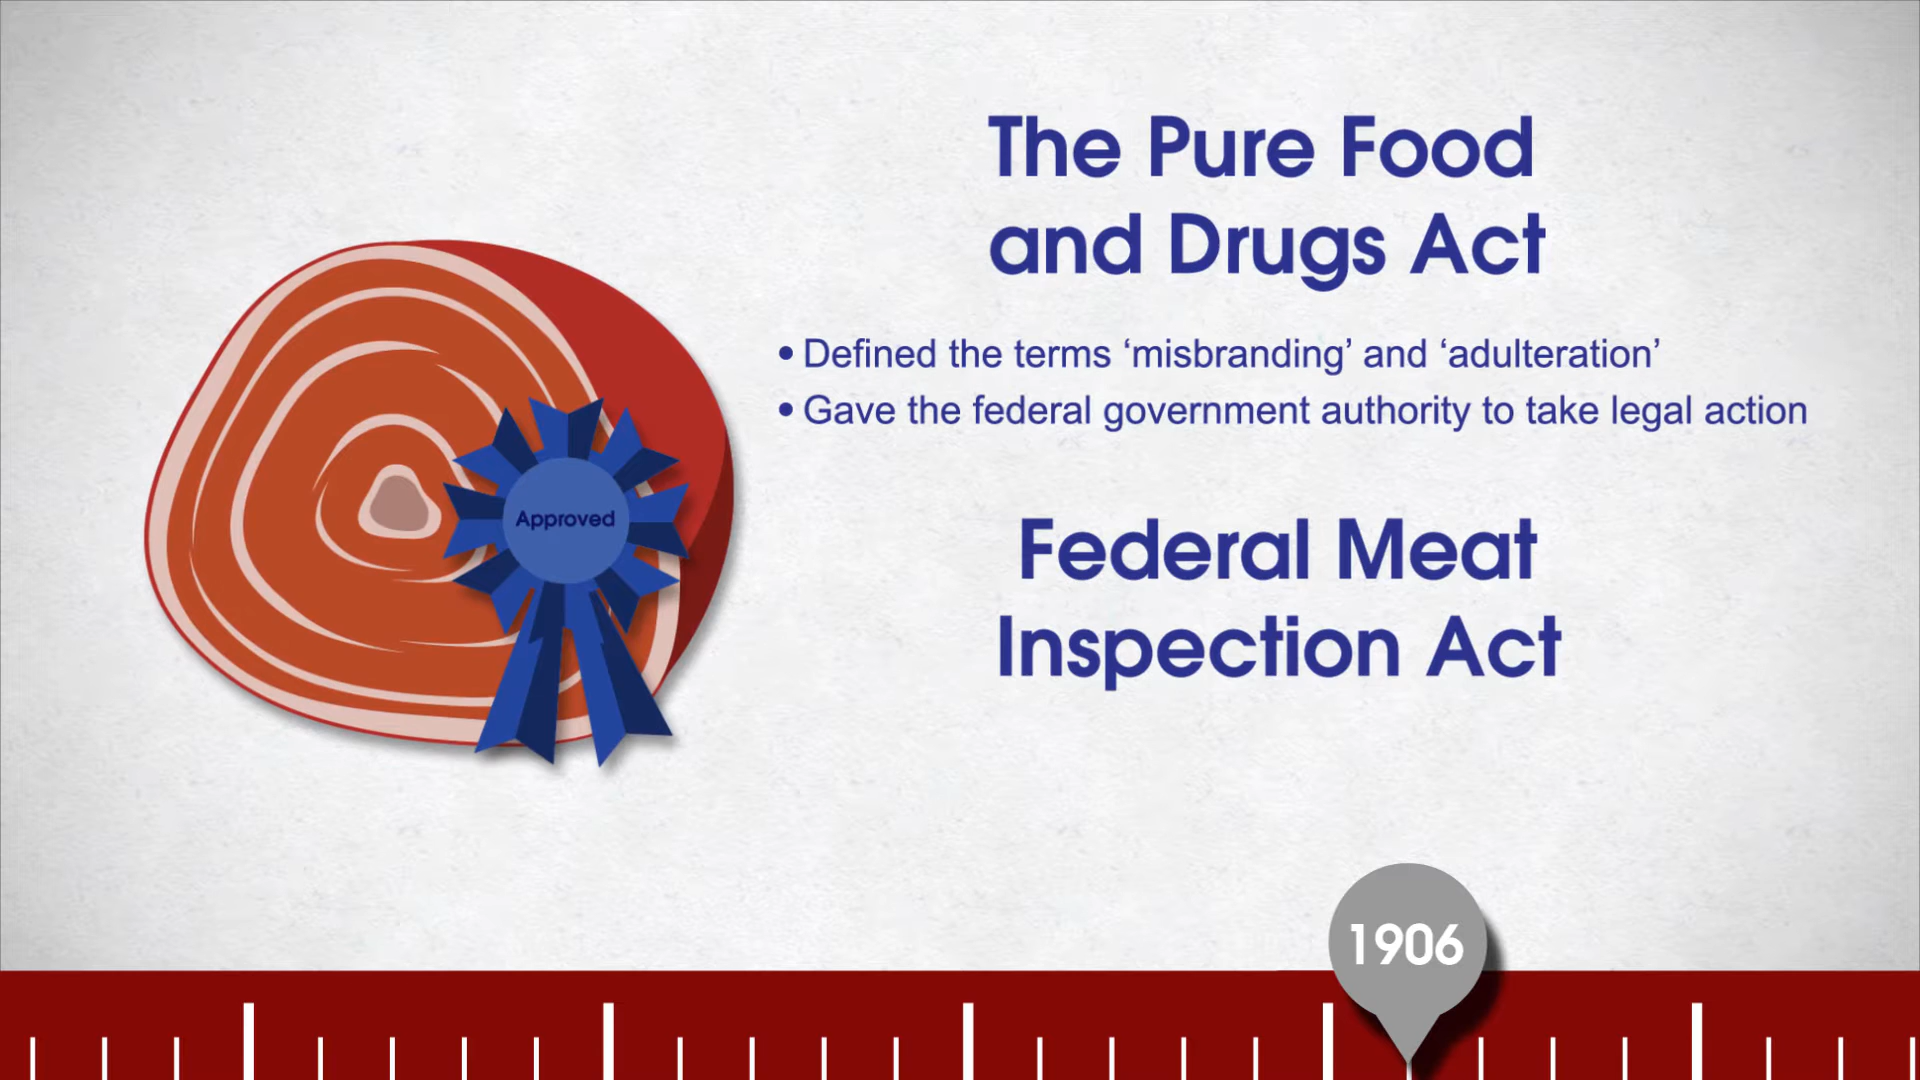 The Pure Food
and Drugs Act
• Defined the terms ‘misbranding’ and ‘adulteration’
• Gave the federal government authority to take legal action
Approved
Federal Meat
Inspection Act
1906